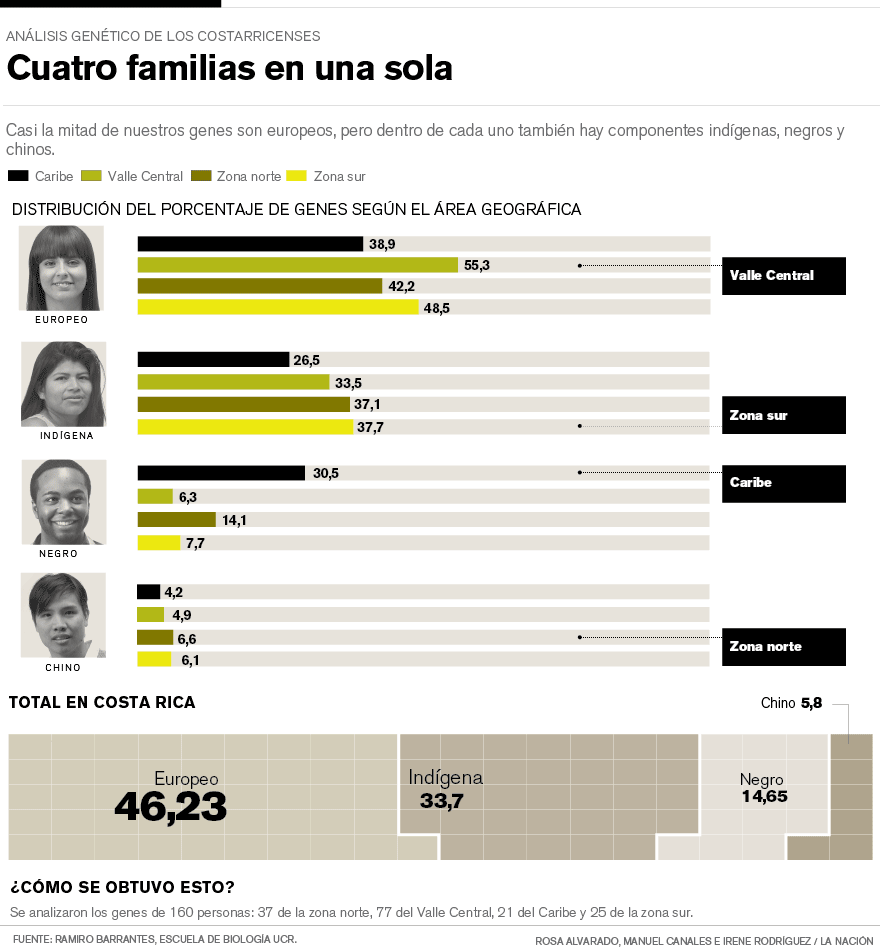 ANÁLISIS GENÉTICO DE LOS COSTARRICENSES
Cuatro familias en una sola
Casi la mitad de nuestros genes son europeos, pero dentro de cada uno también hay componentes indígenas, negros y
chinos.
Caribe Valle Central Zona norte Zona sur
DISTRIBUCIÓN DEL PORCENTAJE DE GENES SEGÚN EL ÁREA GEOGRÁFICA
EUROPEO
38,9
55,3
42,2
48,5
Valle Central
INDÍGENA
26,5
33,5
37,1
37,7
Zona sur
NEGRO
30,5
6,3
14,1
7,7
Caribe
CHINO
4,2
4,9
6,6
6,1
Zona norte
TOTAL EN COSTA RICA
Chino 5,8
Europeo
46,23
Indígena
33,7
Negro
14,65
¿CÓMO SE OBTUVO ESTO?
Se analizaron los genes de 160 personas: 37 de la zona norte, 77 del Valle Central, 21 del Caribe y 25 de la zona sur.
FUENTE: RAMIRO BARRANTES, ESCUELA DE BIOLOGÍA UCR.
ROSA ALVARADO, MANUEL CANALES E IRENE RODRÍGUEZ / LA NACIÓN